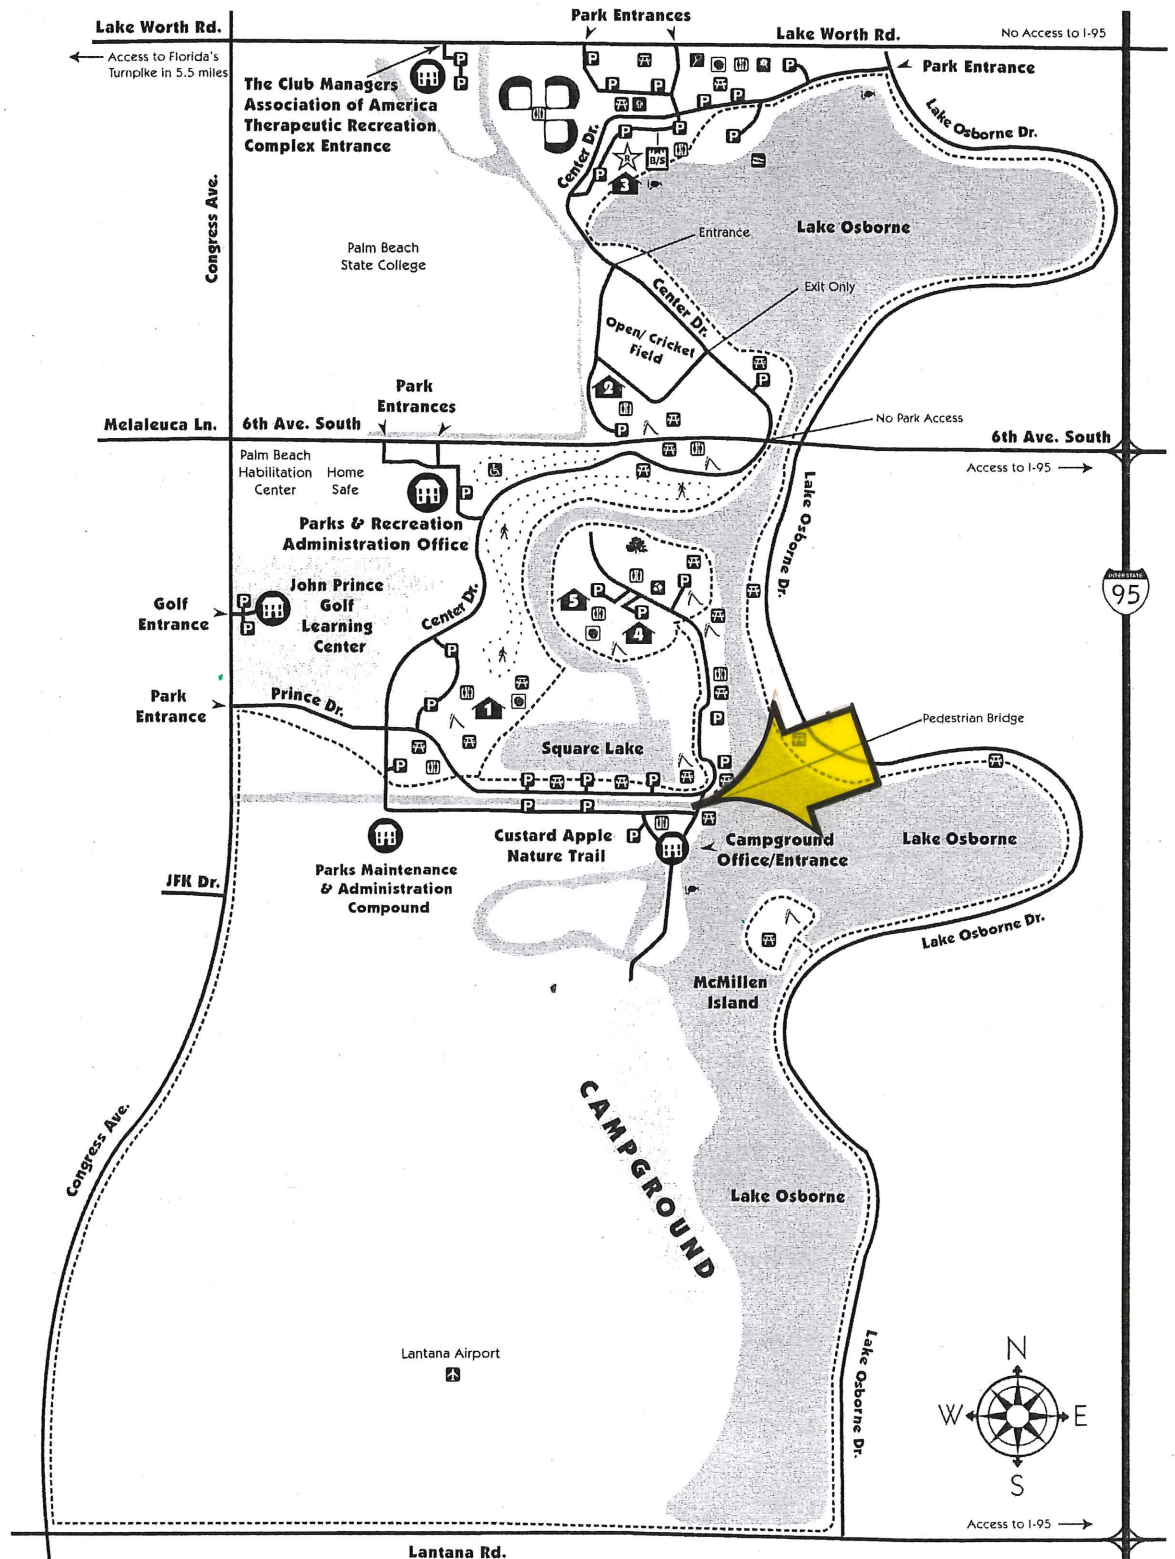 Park Entrances
Lake Worth Rd.
Lake Worth Rd.
No Access to I-95
Access to Florida's
Turnpike in 5.5 miles
The Club Managers
Association of America
Therapeutic Recreation
Complex Entrance
Park Entrance
Lake Osborne Dr.
Center Dr.
P
P
P
P
P
P
P
P
P
P
P
P
R
B/S
3
Congress Ave.
Lake Osborne
Entrance
Palm Beach
State College
Exit Only
Center Dr.
Open/ Cricket
Field
2
P
P
Park
Entrances
No Park Access
Melaleuca Ln.
6th Ave. South
6th Ave. South
Access to I-95
Palm Beach
Habilitation
Center
Home
Safe
P
Lake Osborne Dr.
Parks & Recreation
Administration Office
INTERSTATE
95
John Prince
Golf
Learning
Center
Golf
Entrance
P
P
Center Dr.
5
P
P
P
4
P
Park
Entrance
Prince Dr.
P
1
P
Pedestrian Bridge
Square Lake
P
P
P
P
P
P
P
Custard Apple
Nature Trail
P
Campground
Office/Entrance
Lake Osborne
Parks Maintenance
& Administration
Compound
JFK Dr.
Lake Osborne Dr.
McMillen
Island
CAMPGROUND
Congress Ave.
Lake Osborne
Lantana Airport
Lake Osborne Dr.
N
W
E
S
Access to I-95
Lantana Rd.